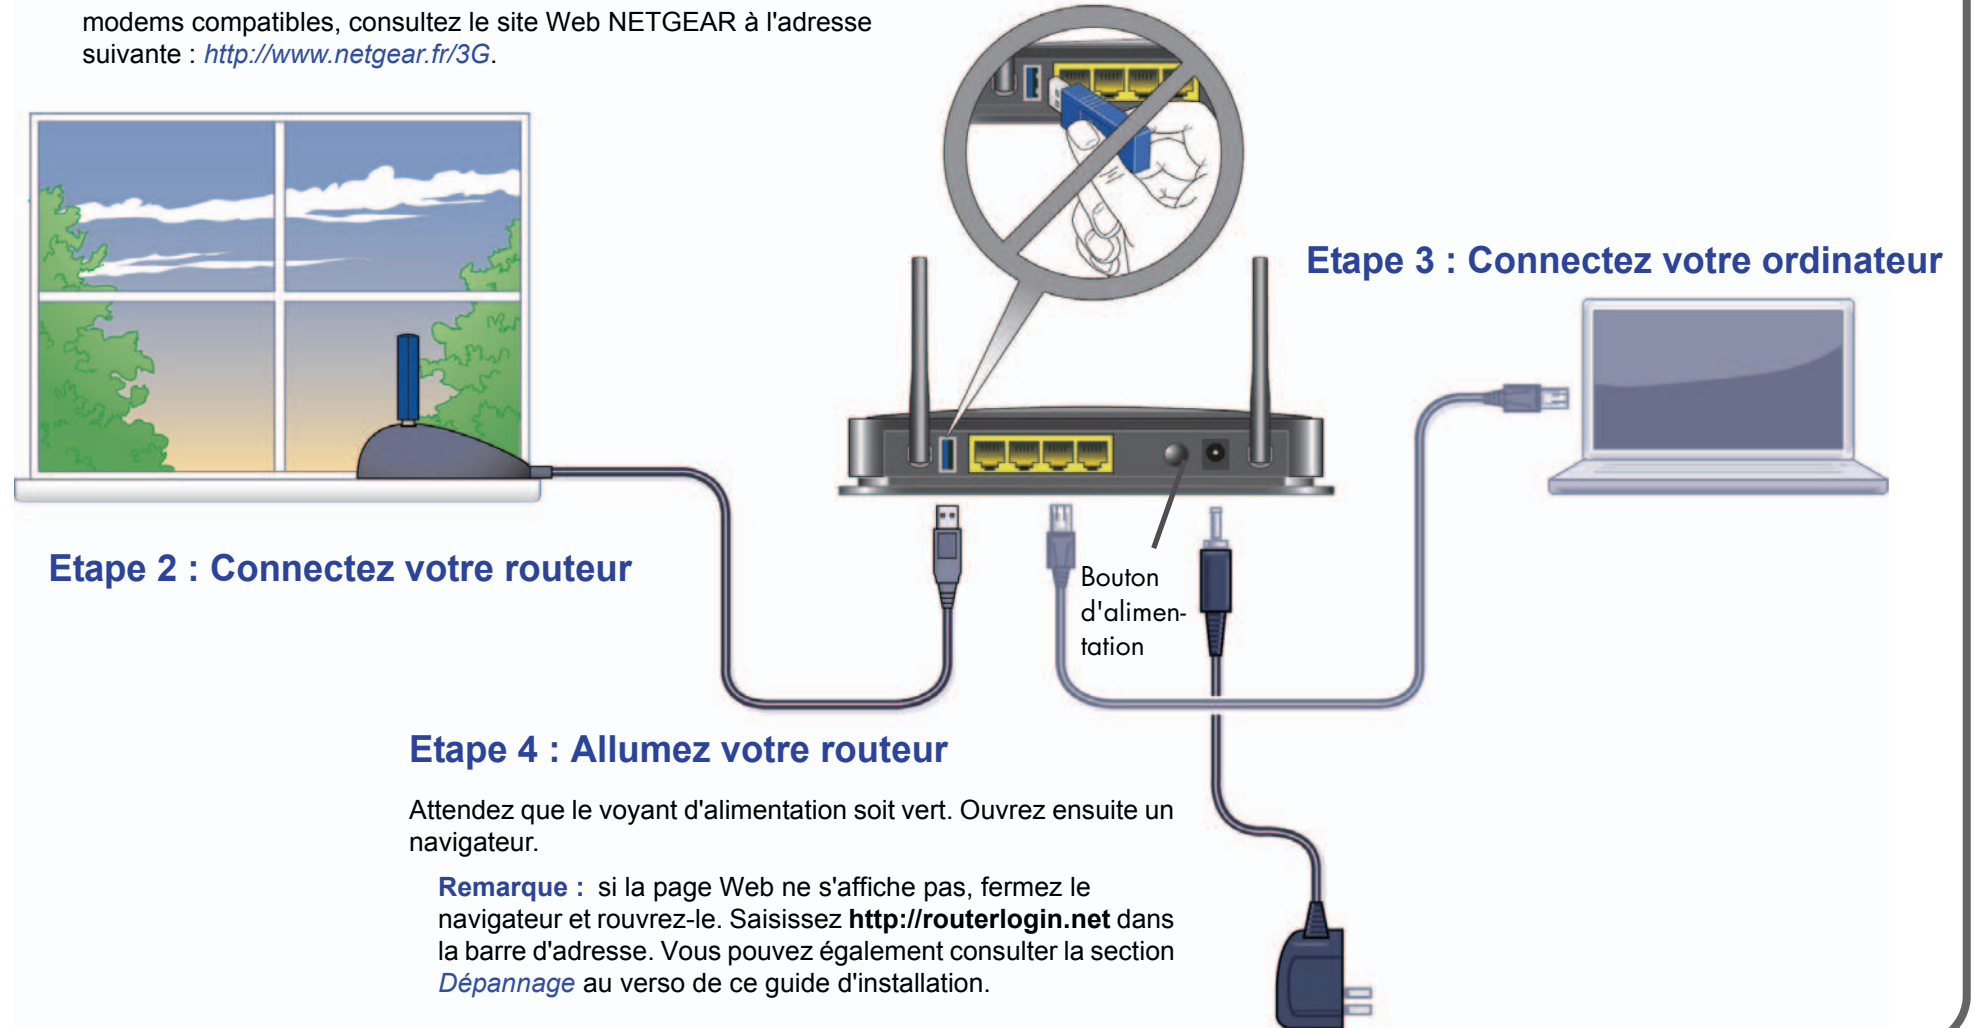 modems compatibles, consultez le site Web NETGEAR à l'adresse
suivante : http://www.netgear.fr/3G.
Etape 3 : Connectez votre ordinateur
Etape 2 : Connectez votre routeur
Bouton
d'alimen-
tation
Etape 4 : Allumez votre routeur
Attendez que le voyant d'alimentation soit vert. Ouvrez ensuite un
navigateur.
Remarque : si la page Web ne s'affiche pas, fermez le
navigateur et rouvrez-le. Saisissez http://routerlogin.net dans
la barre d'adresse. Vous pouvez également consulter la section
Dépannage au verso de ce guide d'installation.